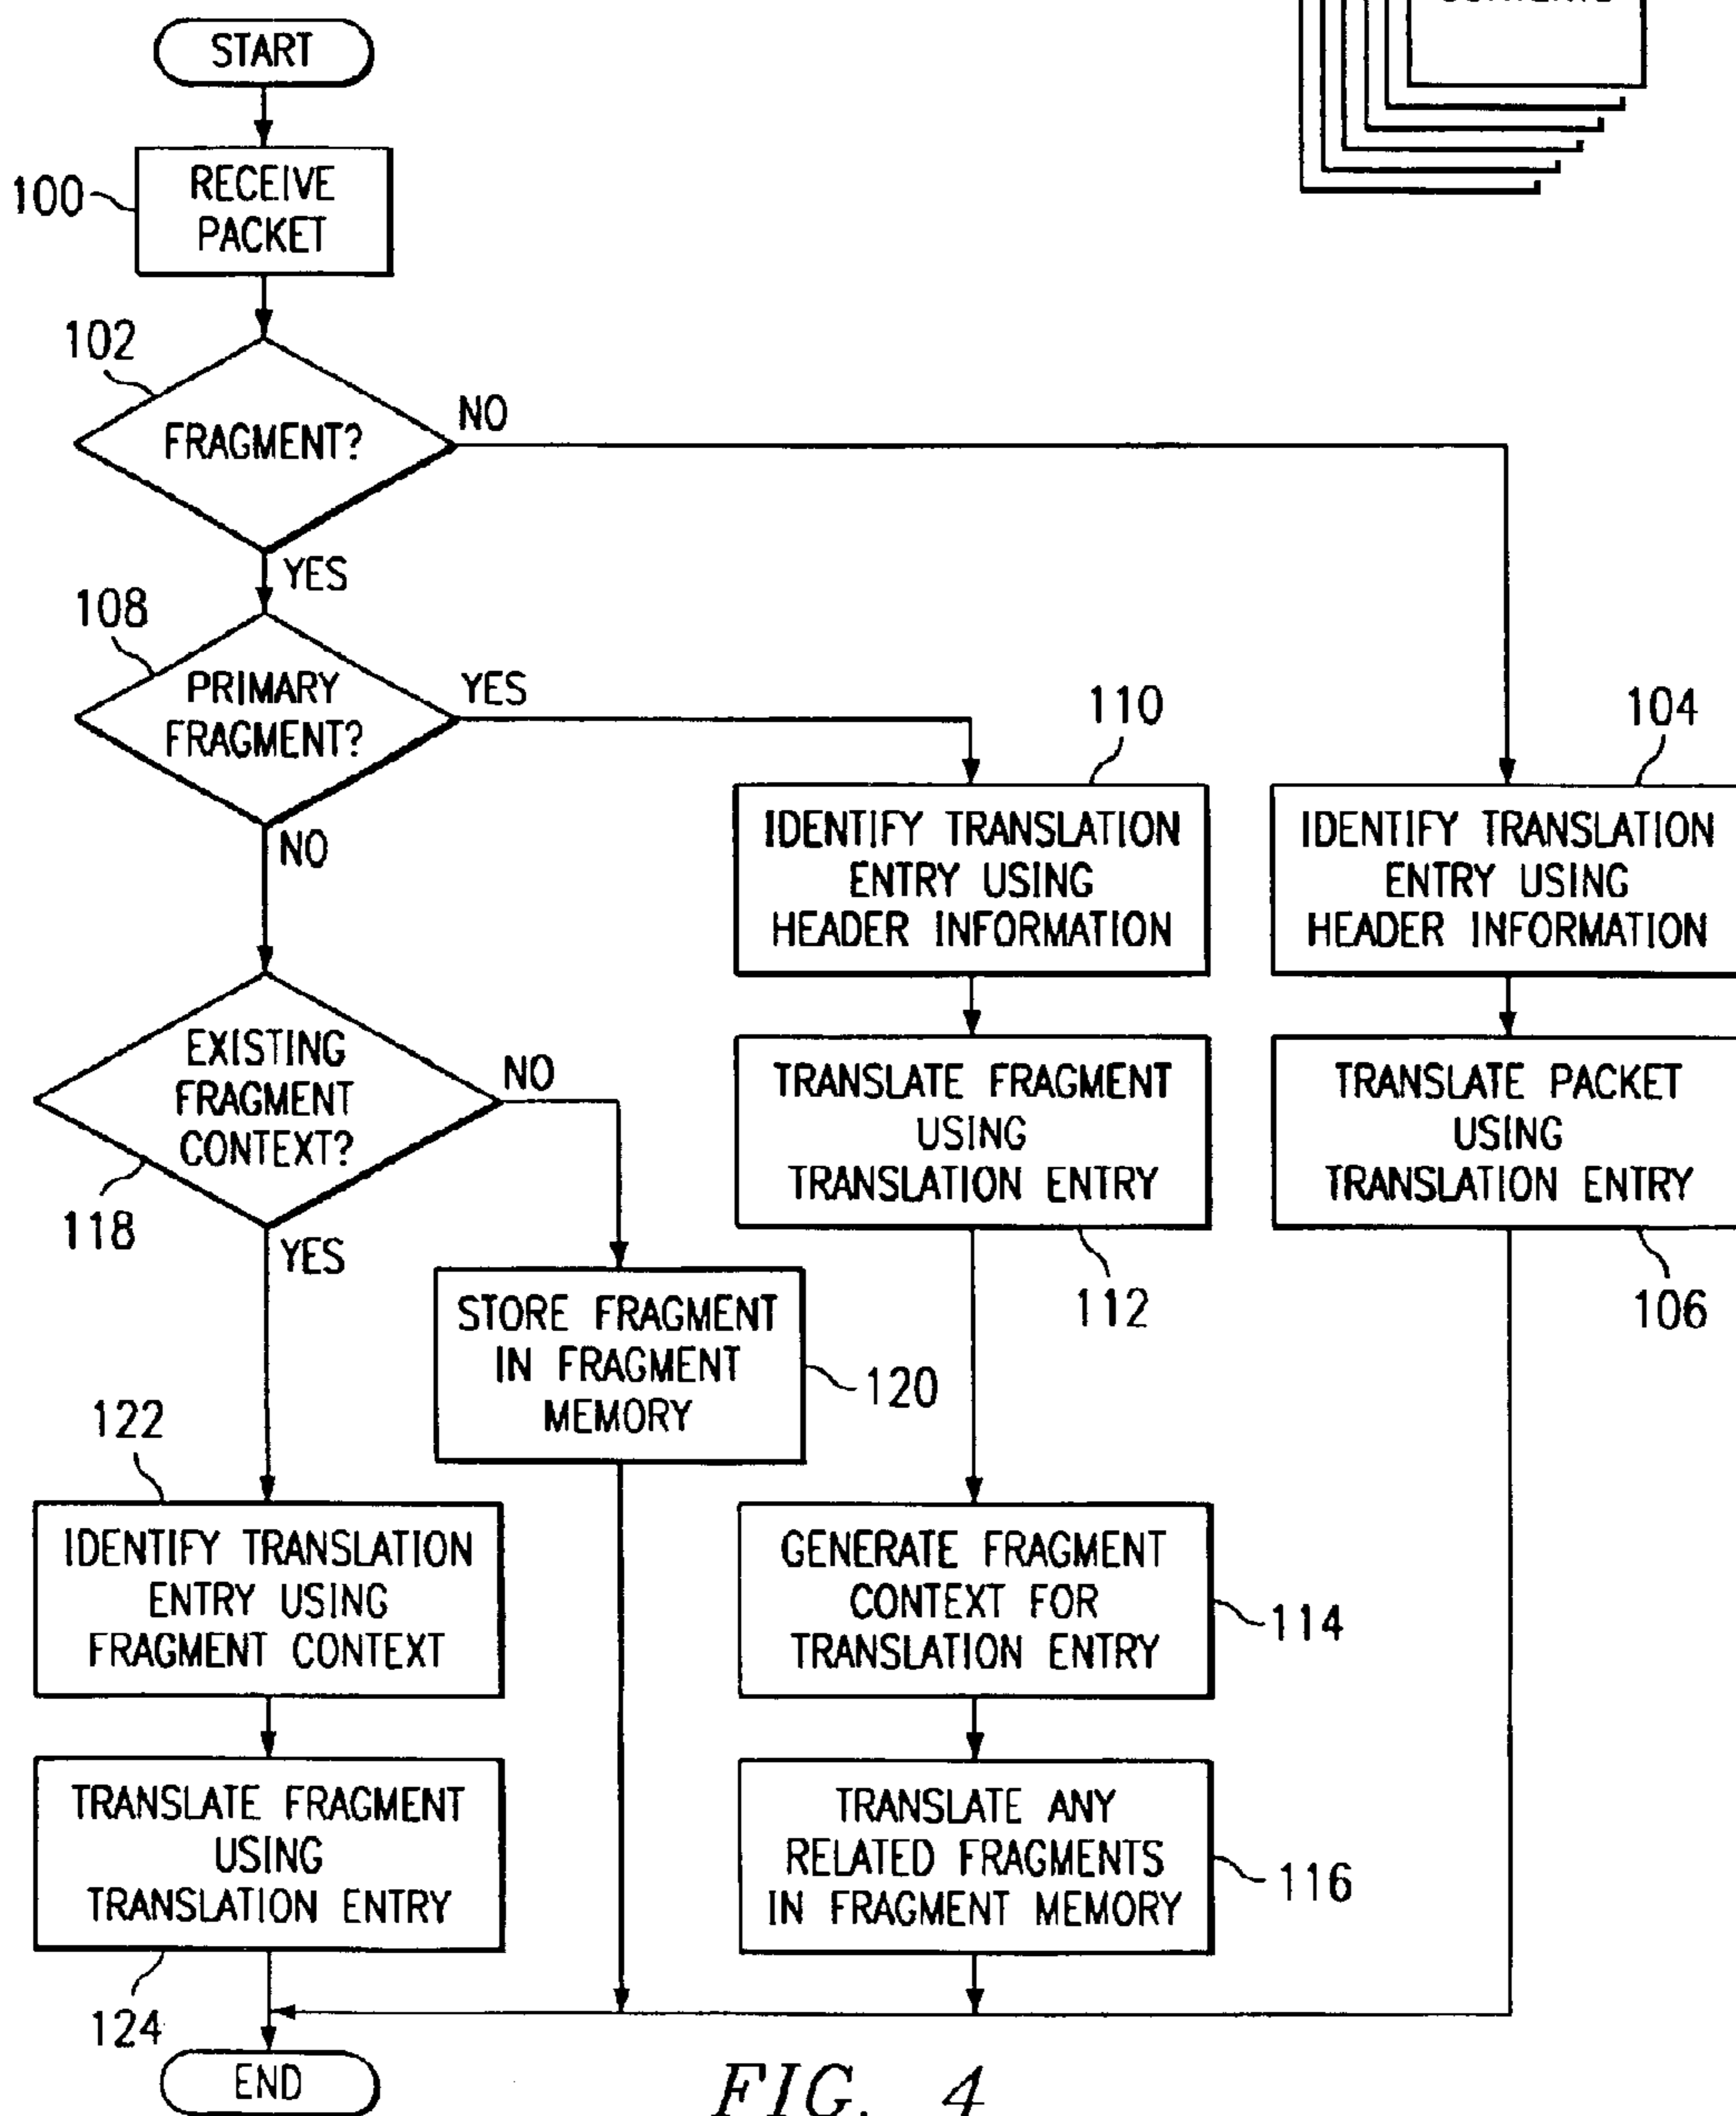 START
100
RECEIVE
PACKET
102
FRAGMENT?
NO
YES
108
PRIMARY
FRAGMENT?
YES
NO
110
IDENTIFY TRANSLATION
ENTRY USING
HEADER INFORMATION
104
IDENTIFY TRANSLATION
ENTRY USING
HEADER INFORMATION
EXISTING
FRAGMENT
CONTEXT?
NO
118
YES
TRANSLATE FRAGMENT
USING
TRANSLATION ENTRY
112
TRANSLATE PACKET
USING
TRANSLATION ENTRY
106
STORE FRAGMENT
IN FRAGMENT
MEMORY
120
122
IDENTIFY TRANSLATION
ENTRY USING
FRAGMENT CONTEXT
GENERATE FRAGMENT
CONTEXT FOR
TRANSLATION ENTRY
114
TRANSLATE FRAGMENT
USING
TRANSLATION ENTRY
124
TRANSLATE ANY
RELATED FRAGMENTS
IN FRAGMENT MEMORY
116
END
FIG. 4